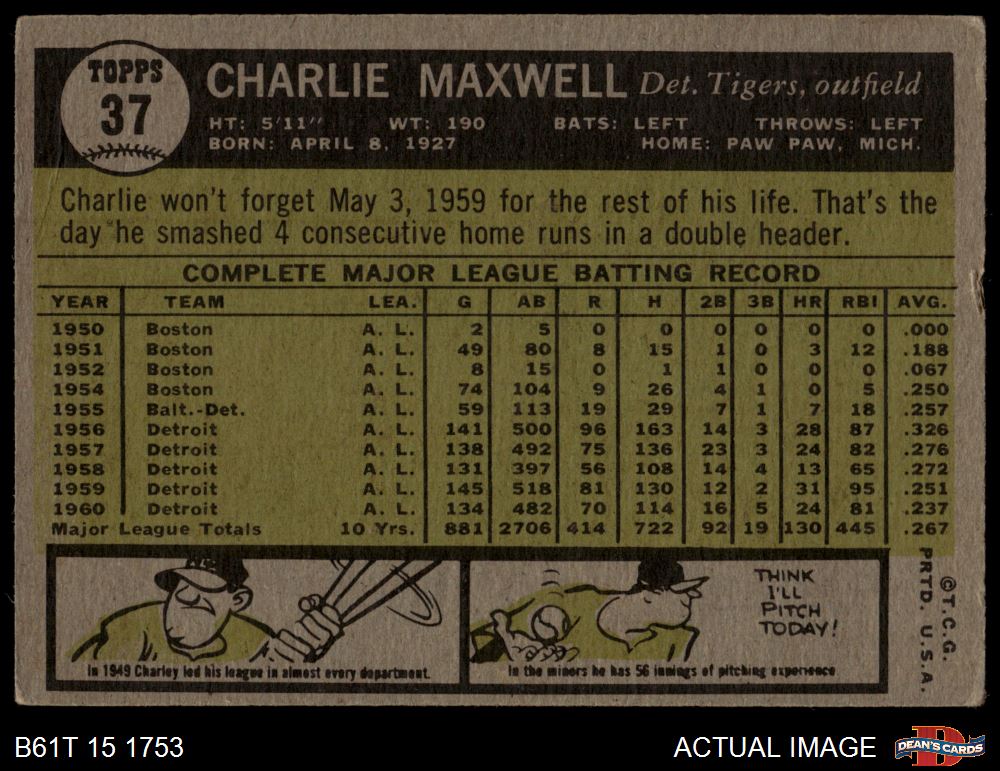 TOPPS
37
CHARLIE MAXWELL Det. Tigers, outfield
HT: 5'11" WT: 190 BATS: LEFT THROWS: LEFT
BORN: APRIL 8, 1927 HOME: PAW PAW, MICH.
Charlie won't forget May 3, 1959 for the rest of his life. That's the
day he smashed 4 consecutive home runs in a double header.
COMPLETE MAJOR LEAGUE BATTING RECORD
YEAR TEAM LEA. G AB R H 2B 3B HR RBI AVG.
1950 Boston A. L. 2 5 0 0 0 0 0 0 .000
1951 Boston A. L. 49 80 8 15 1 0 3 12 .188
1952 Boston A. L. 8 15 0 1 1 0 0 0 .067
1954 Boston A. L. 74 104 9 26 4 1 0 5 .250
1955 Balt.-Det. A. L. 59 113 19 29 7 1 7 18 .257
1956 Detroit A. L. 141 500 96 163 14 3 28 87 .326
1957 Detroit A. L. 138 492 75 136 23 3 24 82 .276
1958 Detroit A. L. 131 397 56 108 14 4 13 65 .272
1959 Detroit A. L. 145 518 81 130 12 2 31 95 .251
1960 Detroit A. L. 134 482 70 114 16 5 24 81 .237
Major League Totals 10 Yrs. 881 2706 414 722 92 19 130 445 .267
THINK
I'LL
PITCH
TODAY!
In 1949 Charley led his league in almost every department.
In the minors he has 56 innings of pitching experience
©T.C.G.
PRTD. U.S.A.
B61T 15 1753
ACTUAL IMAGE
D
DEAN'S CARDS